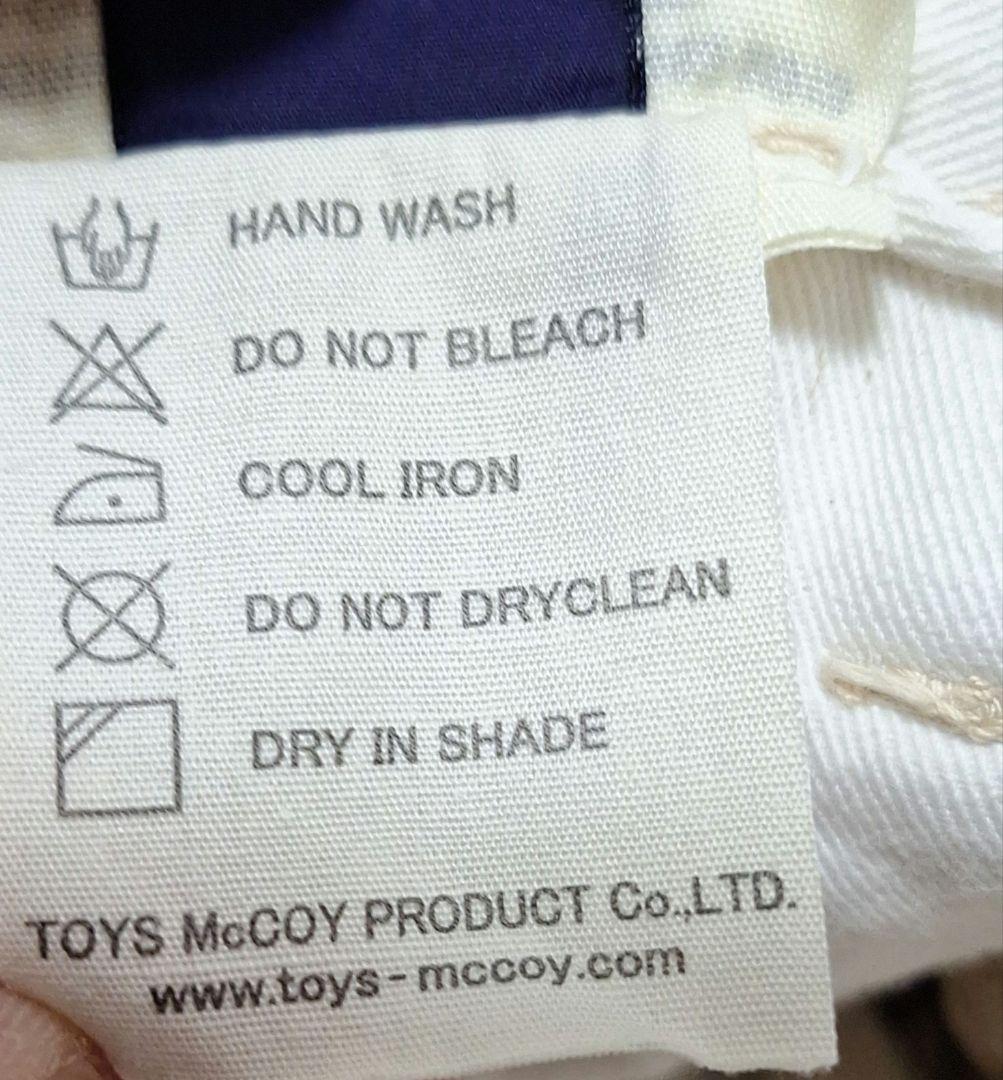 HAND WASH
DO NOT BLEACH
COOL IRON
DO NOT DRYCLEAN
DRY IN SHADE
TOYS McCOY PRODUCT Co.,LTD.
www.toys-mccoy.com